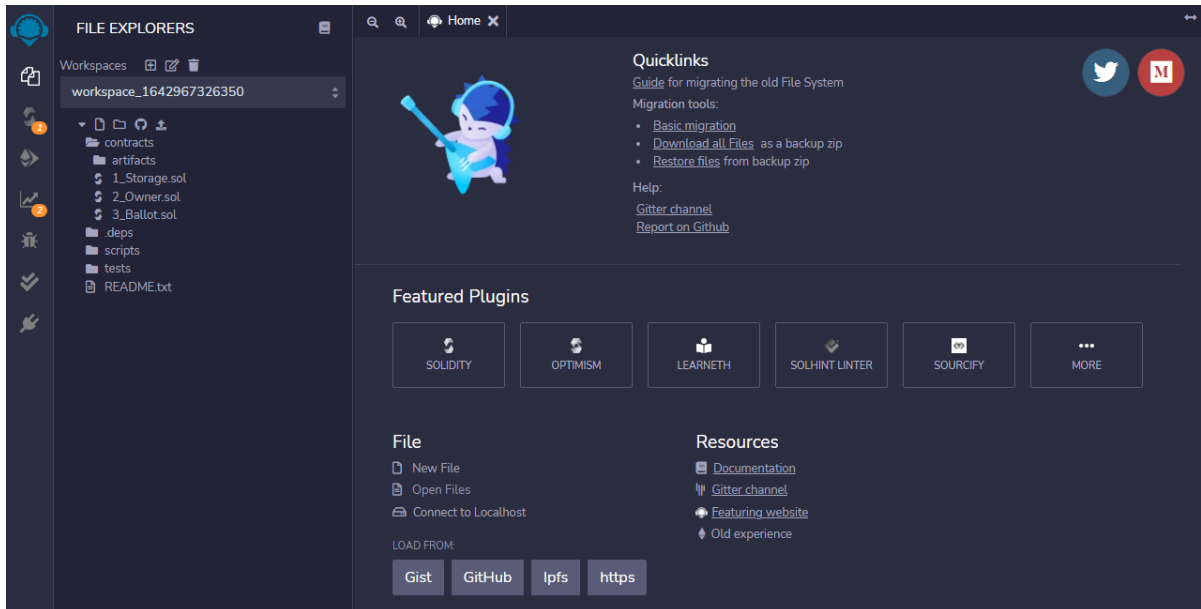 FILE EXPLORERS
Workspaces
workspace_1642967326350
contracts
artifacts
1_Storage.sol
2_Owner.sol
3_Ballot.sol
.deps
scripts
tests
README.txt
1
2
Home
Quicklinks
Guide for migrating the old File System
Migration tools:
Basic migration
Download all Files as a backup zip
Restore files from backup zip
Help:
Gitter channel
Report on Github
M
Featured Plugins
SOLIDITY
OPTIMISM
LEARNETH
SOLHINT LINTER
SOURCIFY
MORE
File
New File
Open Files
Connect to Localhost
LOAD FROM:
Gist GitHub Ipfs https
Resources
Documentation
Gitter channel
Featuring website
Old experience